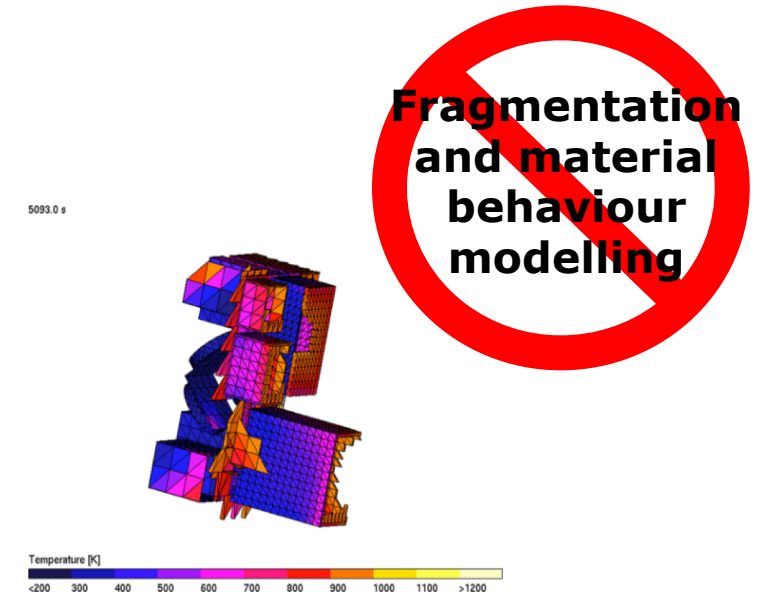 Fragmentation
and material
behaviour
modelling
5093.0 s
Temperature [K]
<200 300 400 500 600 700 800 900 1000 1100 >1200